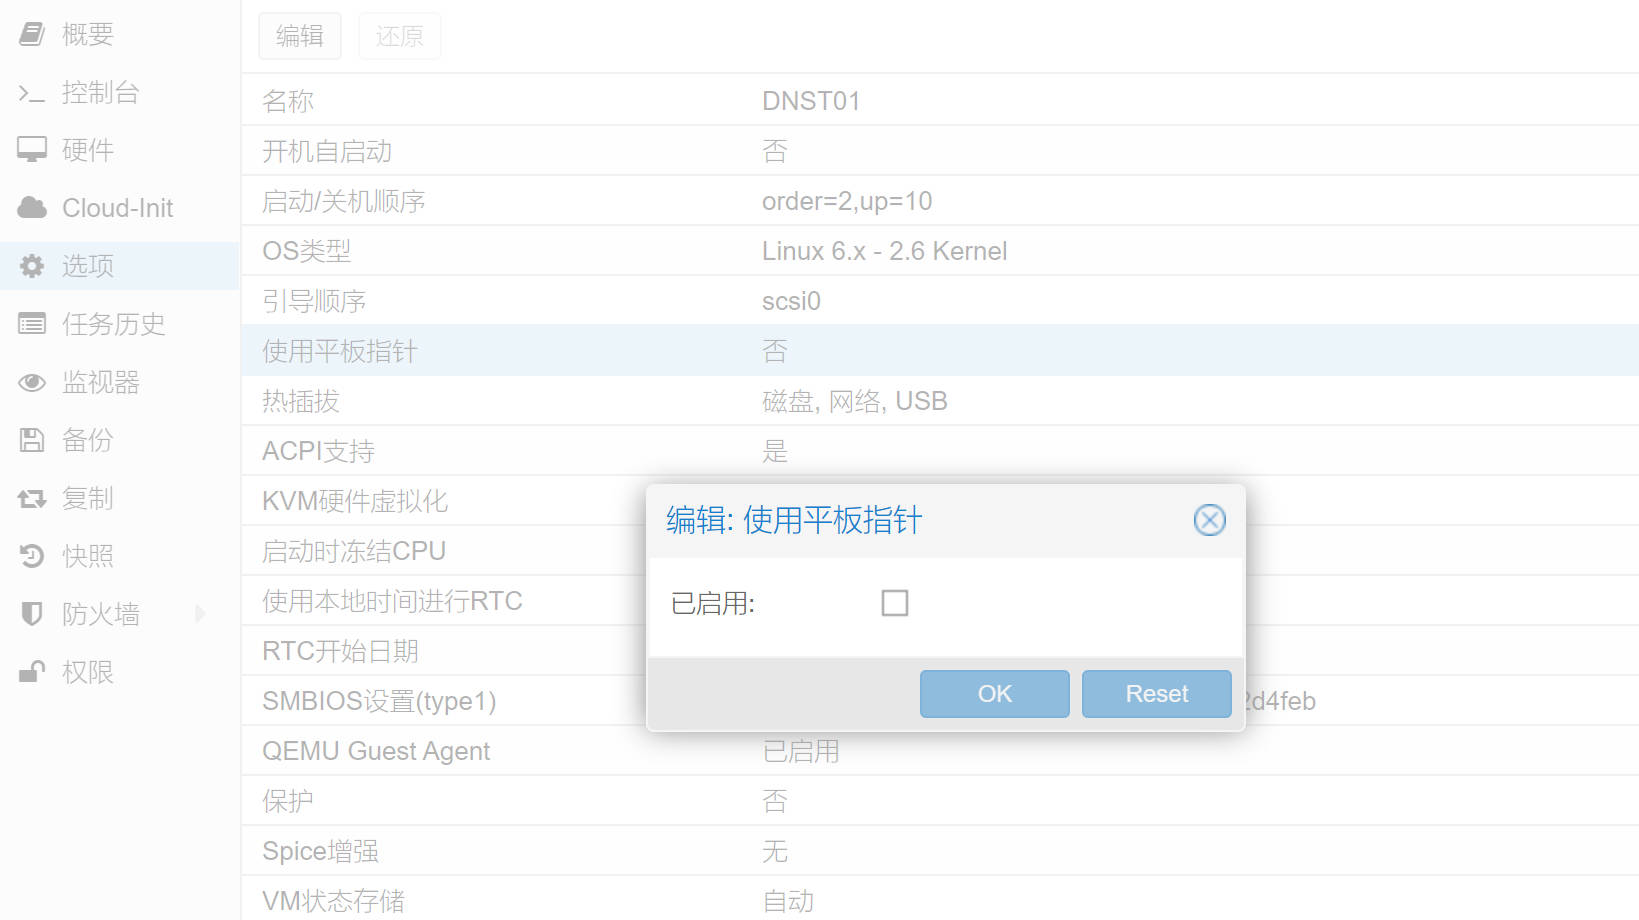 概要
控制台
硬件
Cloud-Init
选项
任务历史
监视器
备份
复制
快照
防火墙
权限
编辑 还原
名称 DNST01
开机自启动 否
启动/关机顺序 order=2,up=10
OS类型 Linux 6.x - 2.6 Kernel
引导顺序 scsi0
使用平板指针 否
热插拔 磁盘, 网络, USB
ACPI支持 是
KVM硬件虚拟化
启动时冻结CPU
使用本地时间进行RTC
RTC开始日期
SMBIOS设置(type1) 2d4feb
QEMU Guest Agent 已启用
保护 否
Spice增强 无
VM状态存储 自动
编辑: 使用平板指针
已启用:
OK Reset